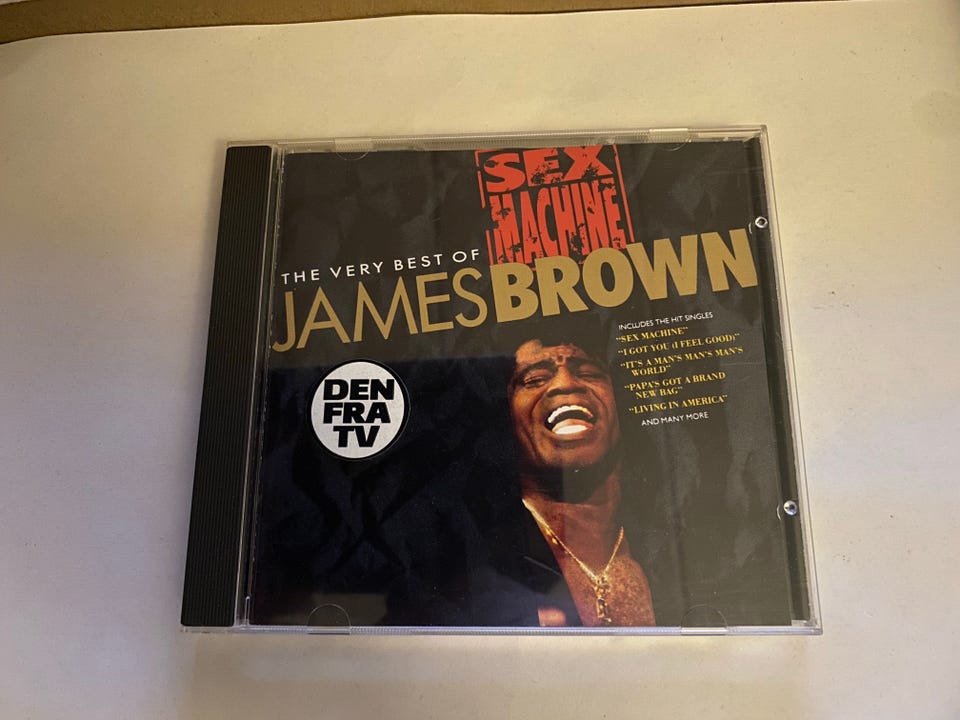 SEX
MACHINE
THE VERY BEST OF
JAMES BROWN
INCLUDES THE HIT SINGLES
"SEX MACHINE"
"I GOT YOU (I FEEL GOOD)"
"IT'S A MAN'S MAN'S MAN'S
WORLD"
"PAPA'S GOT A BRAND
NEW BAG"
"LIVING IN AMERICA"
AND MANY MORE
DEN
FRA
TV